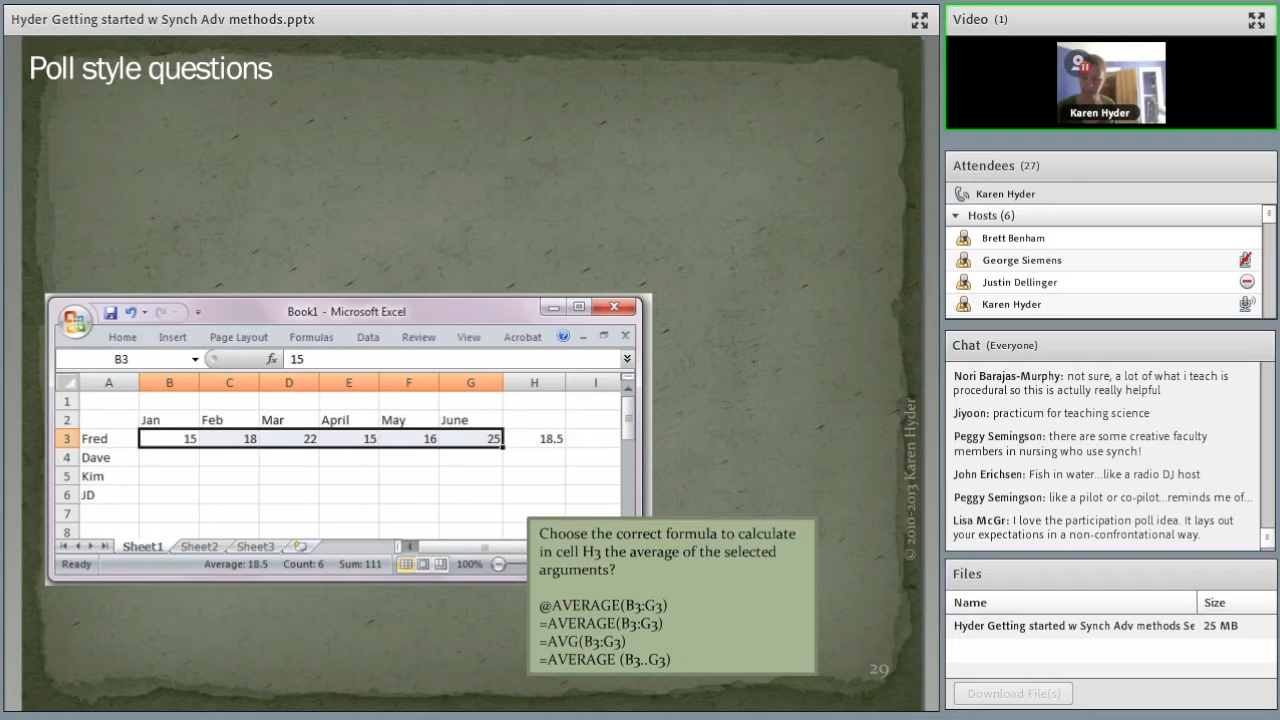 Hyder Getting started w Synch Adv methods.pptx
Poll style questions
Book1 - Microsoft Excel
Home Insert Page Layout Formulas Data Review View Acrobat
B3 fx 15
A B C D E F G H I
1
2 Jan Feb Mar April May June
3 Fred 15 18 22 15 16 25 18.5
4 Dave
5 Kim
6 JD
7
8
Sheet1 Sheet2 Sheet3
Ready Average: 18.5 Count: 6 Sum: 111 100%
Choose the correct formula to calculate
in cell H3 the average of the selected
arguments?
@AVERAGE(B3:G3)
=AVERAGE(B3:G3)
=AVG(B3:G3)
=AVERAGE (B3..G3)
© 2010-2013 Karen Hyder
29
Video (1)
Karen Hyder
Attendees (27)
Karen Hyder
Hosts (6)
Brett Benham
George Siemens
Justin Dellinger
Karen Hyder
Chat (Everyone)
Nori Barajas-Murphy: not sure, a lot of what i teach is
procedural so this is actully really helpful
Jiyoon: practicum for teaching science
Peggy Semingson: there are some creative faculty
members in nursing who use synch!
John Erichsen: Fish in water...like a radio DJ host
Peggy Semingson: like a pilot or co-pilot...reminds me of...
Lisa McGr: I love the participation poll idea. It lays out
your expectations in a non-confrontational way.
Files
Name Size
Hyder Getting started w Synch Adv methods Se 25 MB
Download File(s)